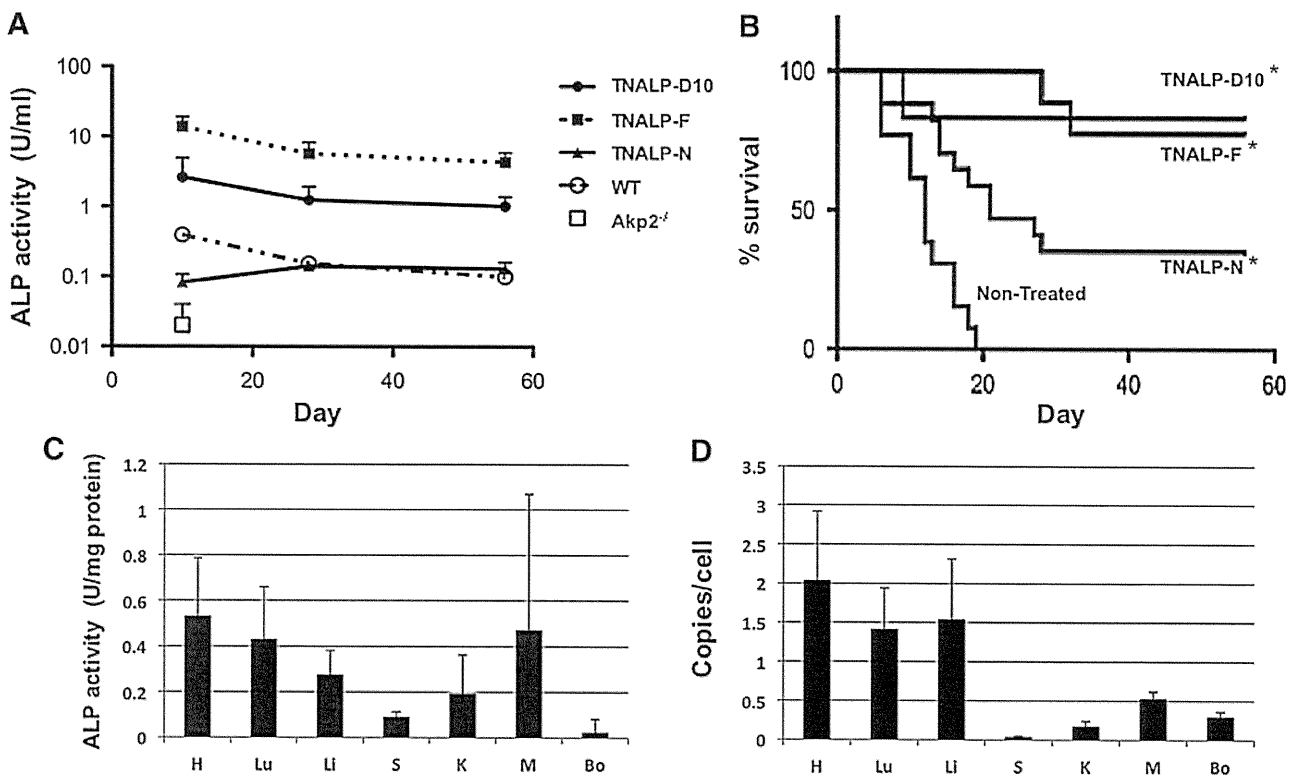 A
ALP activity (U/ml)
100
10
1
0.1
0.01
0
20
40
60
Day
TNALP-D10
TNALP-F
TNALP-N
WT
Akp2-/-
B
% survival
100
50
0
0
20
40
60
Day
TNALP-D10 *
TNALP-F *
TNALP-N *
Non-Treated
C
ALP activity (U/mg protein)
1.2
1
0.8
0.6
0.4
0.2
0
H Lu Li S K M Bo
D
Copies/cell
3.5
3
2.5
2
1.5
1
0.5
0
H Lu Li S K M Bo